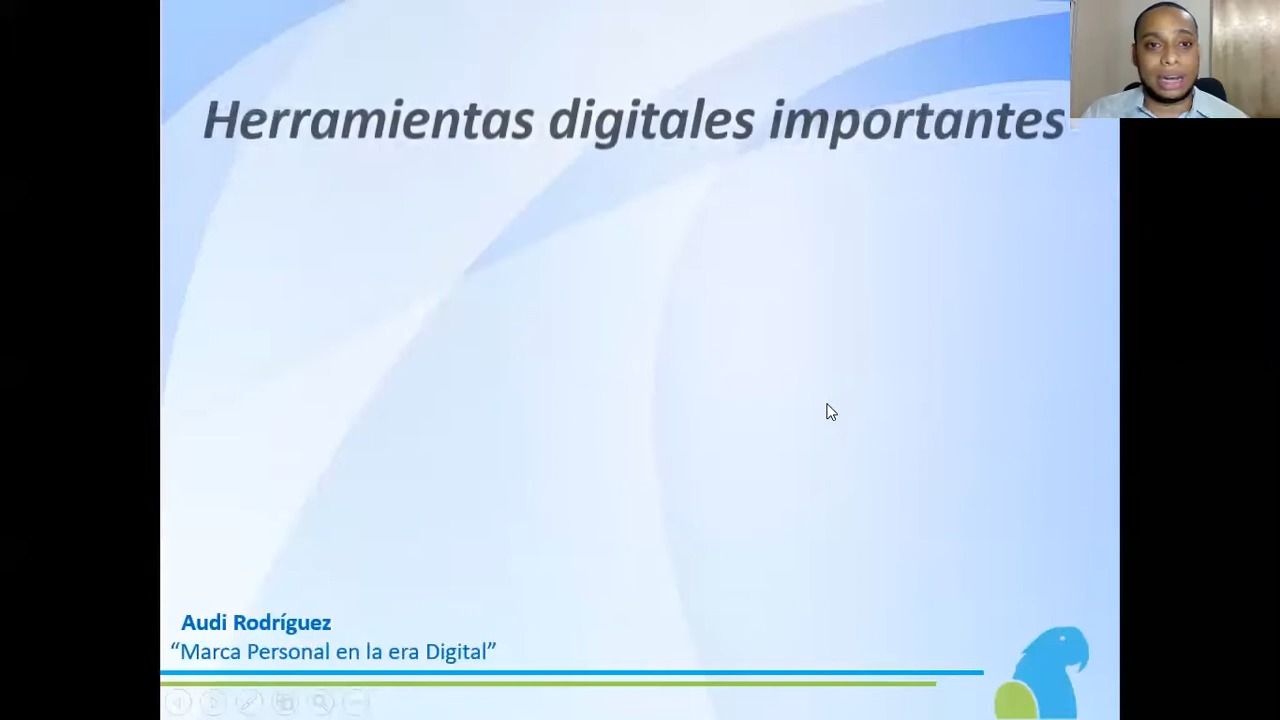 Herramientas digitales importantes
Audi Rodríguez
“Marca Personal en la era Digital”